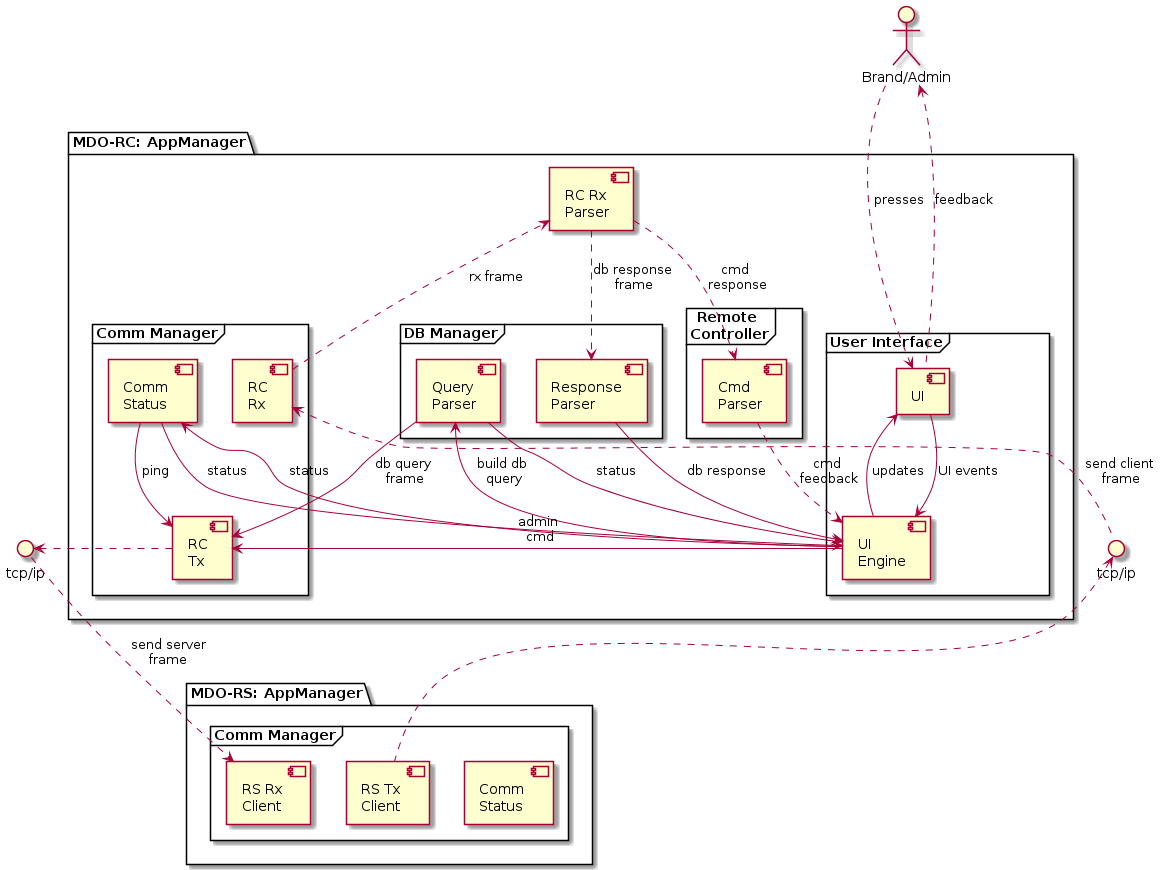 Brand/Admin
MDO-RC: AppManager
RC Rx
Parser
presses
feedback
rx frame
db response
frame
cmd
response
Comm Manager
DB Manager
Remote
Controller
User Interface
Comm
Status
RC
Rx
Query
Parser
Response
Parser
Cmd
Parser
UI
ping
status
status
db query
frame
build db
query
status
db response
cmd
feedback
updates
UI events
send client
frame
admin
cmd
RC
Tx
UI
Engine
tcp/ip
tcp/ip
send server
frame
MDO-RS: AppManager
Comm Manager
RS Rx
Client
RS Tx
Client
Comm
Status